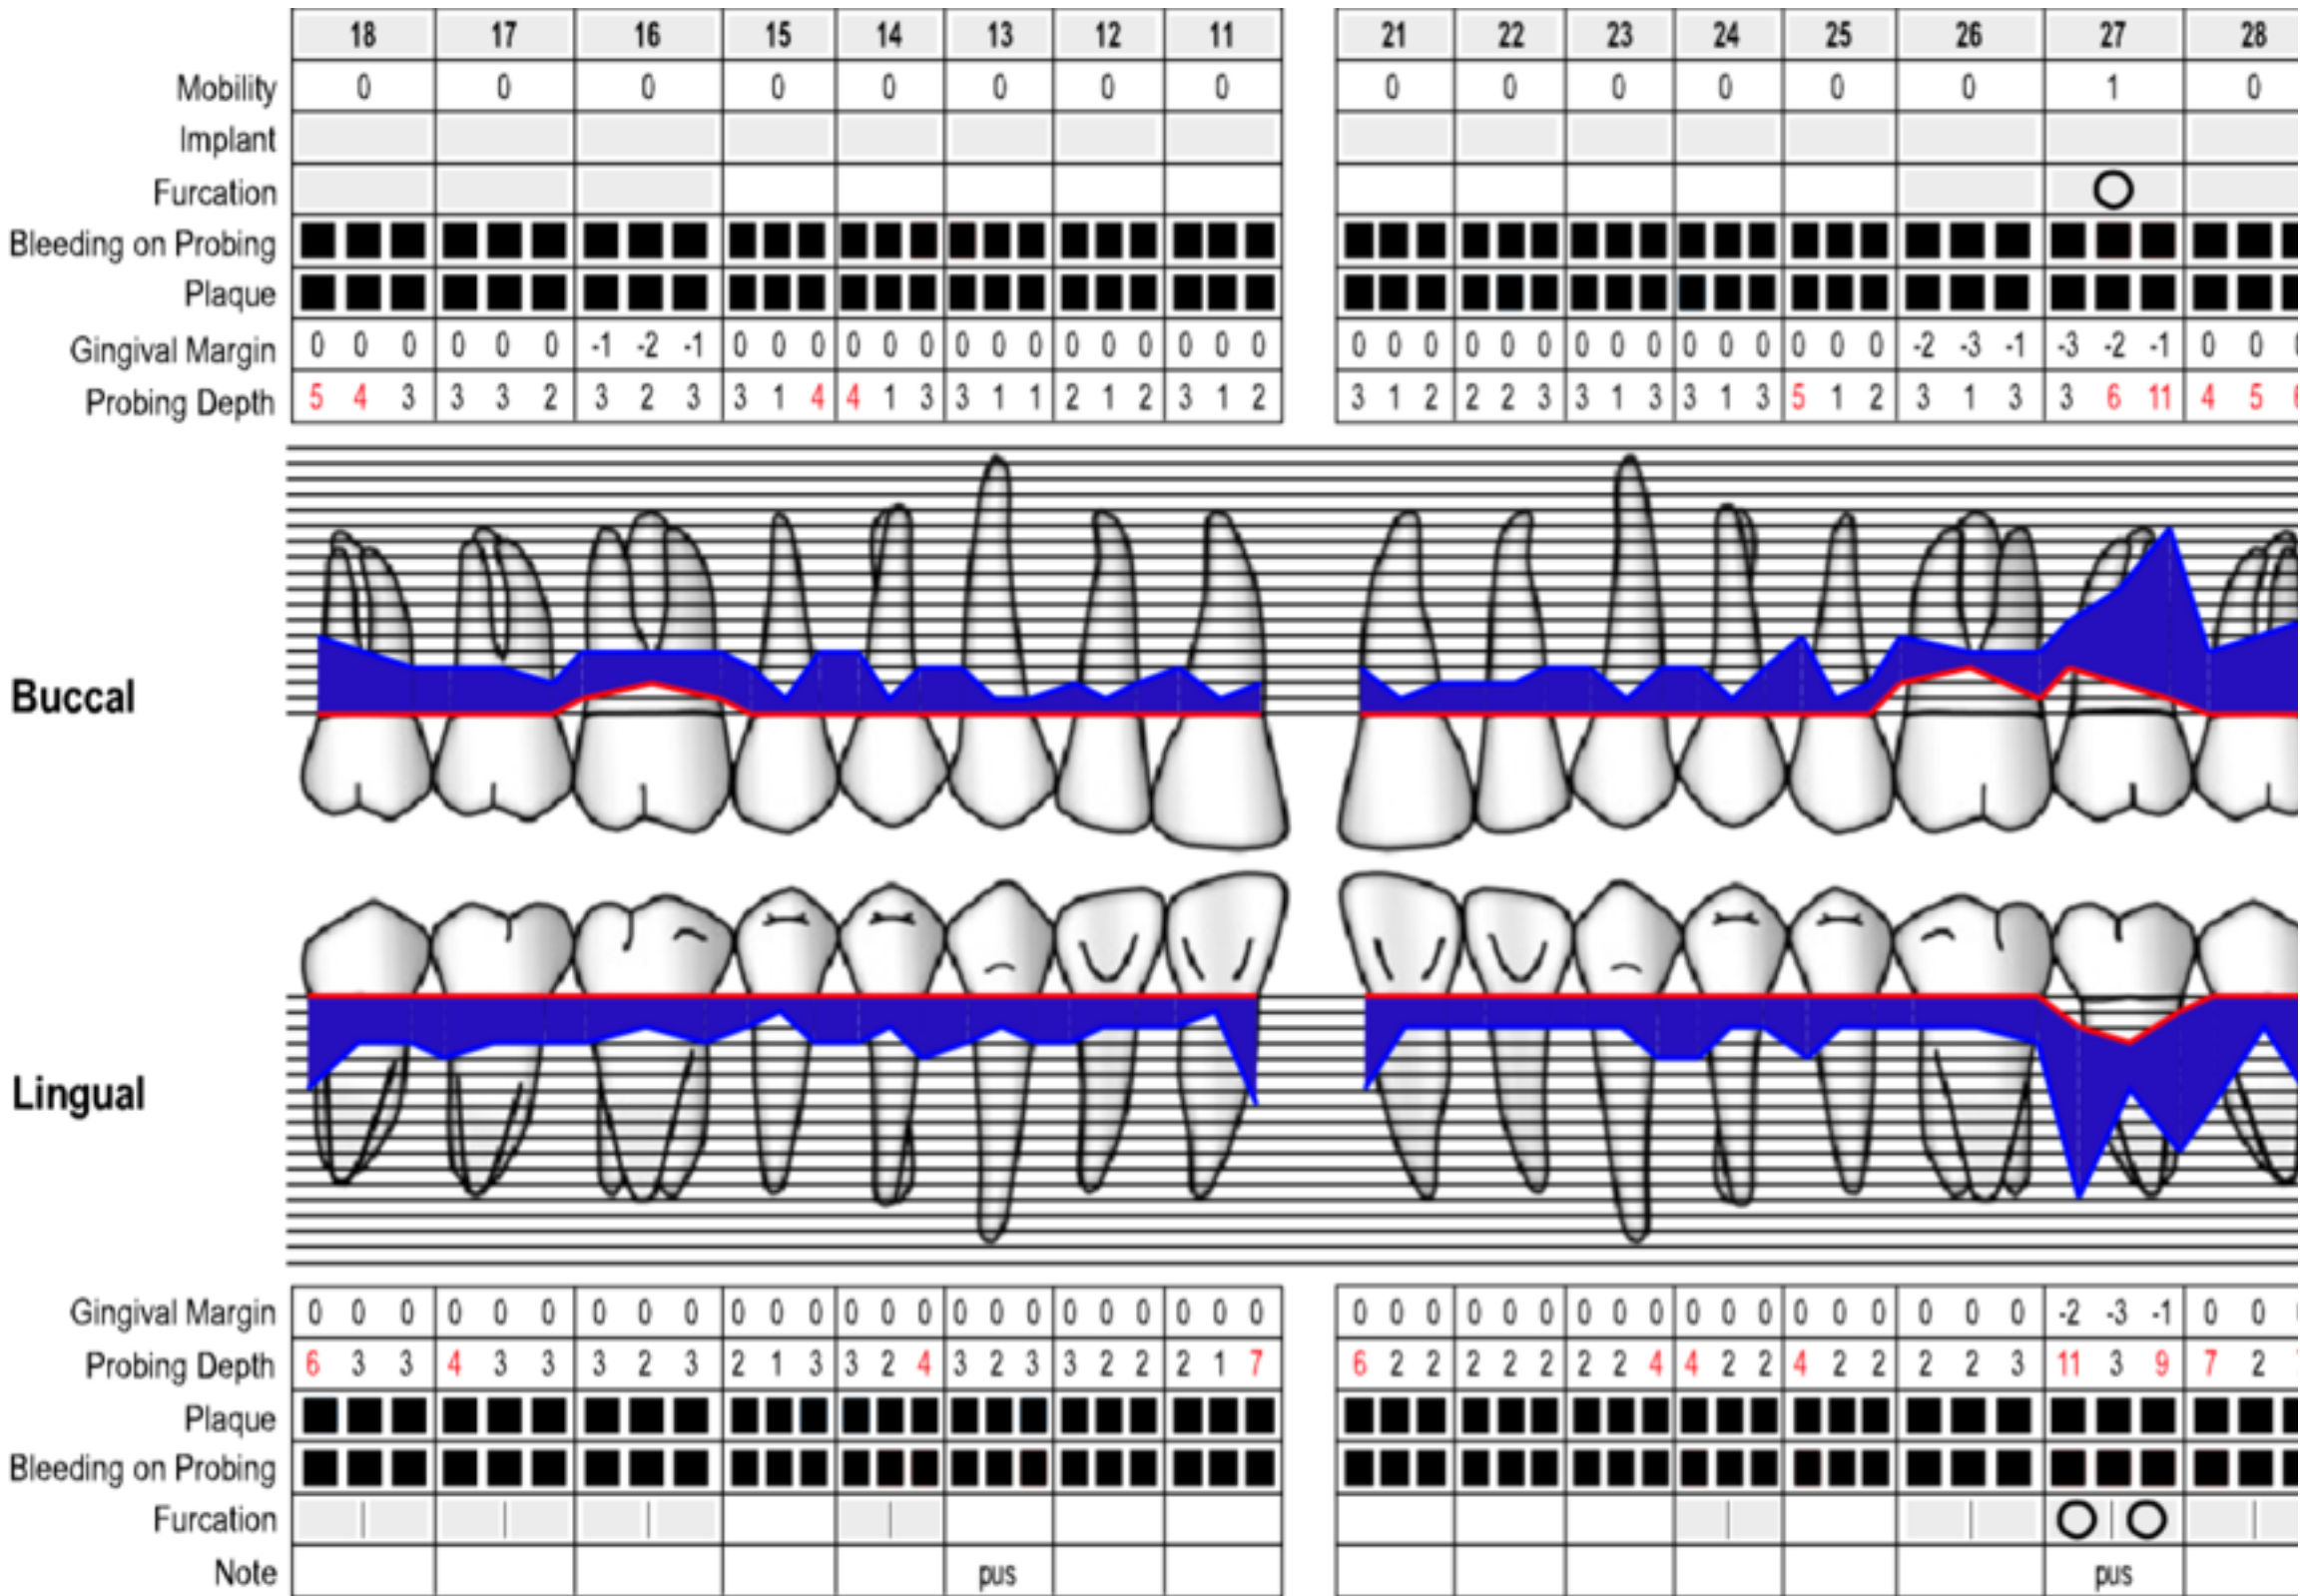 18 17 16 15 14 13 12 11 21 22 23 24 25 26 27 28
Mobility 0 0 0 0 0 0 0 0 0 0 0 0 0 0 1 0
Implant
Furcation
Bleeding on Probing
Plaque
Gingival Margin 0 0 0 0 0 0 -1 -2 -1 0 0 0 0 0 0 0 0 0 0 0 0 0 0 0 0 0 0 0 0 0 0 0 0 0 0 0 0 0 0 -2 -3 -1 -3 -2 -1 0 0
Probing Depth 5 4 3 3 3 2 3 2 3 3 1 4 4 1 3 3 1 1 2 1 2 3 1 2 3 1 2 2 2 3 3 1 3 3 1 3 5 1 2 3 1 3 3 6 11 4 5
Buccal
Lingual
Gingival Margin 0 0 0 0 0 0 0 0 0 0 0 0 0 0 0 0 0 0 0 0 0 0 0 0 0 0 0 0 0 0 0 0 0 0 0 0 0 0 0 0 0 0 -2 -3 -1 0 0
Probing Depth 6 3 3 4 3 3 3 2 3 2 1 3 3 2 4 3 2 3 3 2 2 2 1 7 6 2 2 2 2 2 2 2 4 4 2 2 4 2 2 2 2 3 11 3 9 7 2
Plaque
Bleeding on Probing
Furcation
Note pus pus